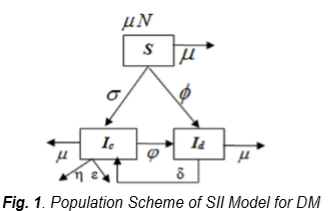 μN
S μ
σ ϕ
I_c φ I_d
μ η ε δ μ
Fig. 1. Population Scheme of SII Model for DM